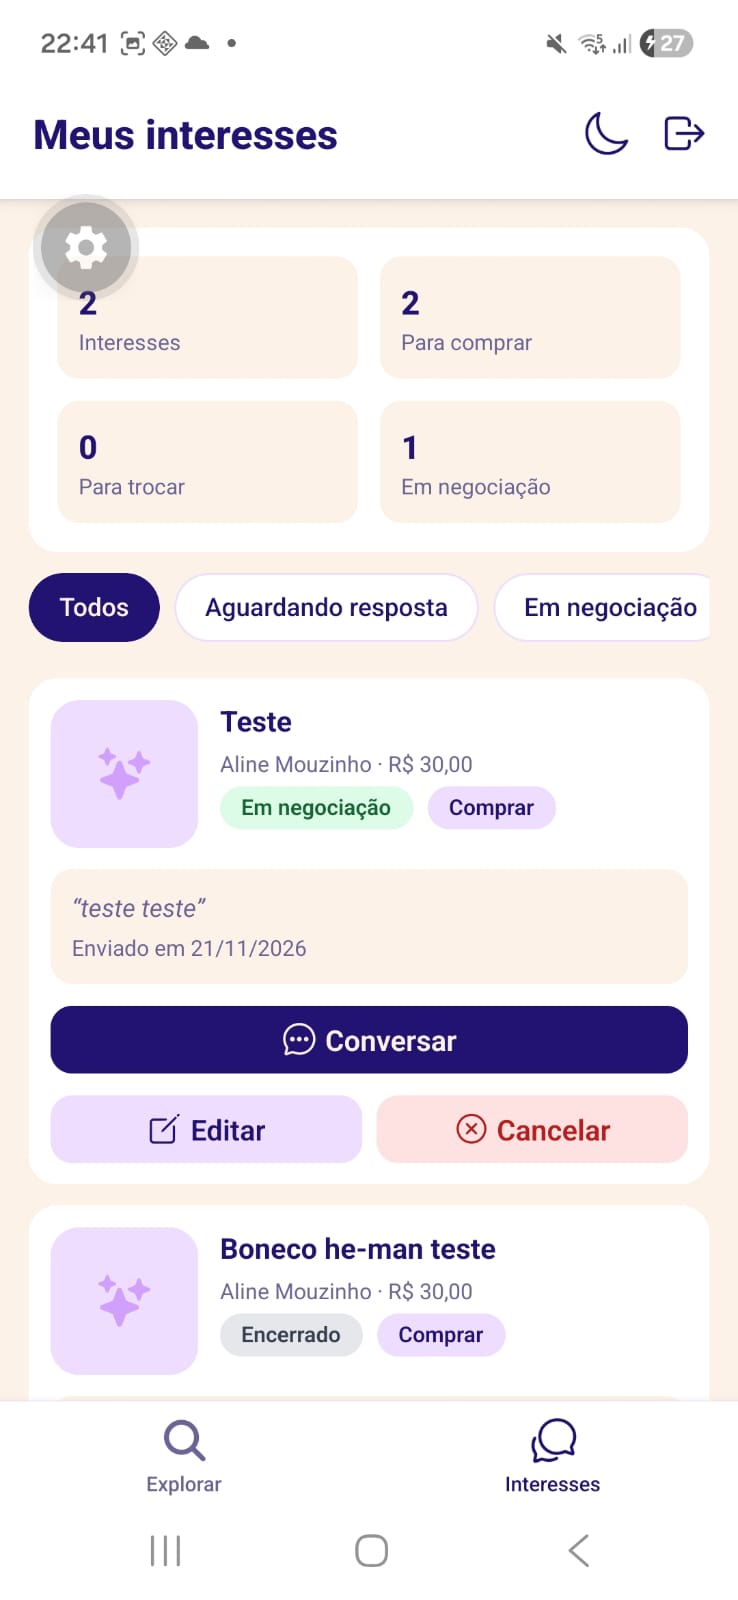 22:41
5
27
Meus interesses
2
Interesses
2
Para comprar
0
Para trocar
1
Em negociação
Todos
Aguardando resposta
Em negociação
Teste
Aline Mouzinho · R$ 30,00
Em negociação
Comprar
“teste teste”
Enviado em 21/11/2026
Conversar
Editar
Cancelar
Boneco he-man teste
Aline Mouzinho · R$ 30,00
Encerrado
Comprar
Explorar
Interesses